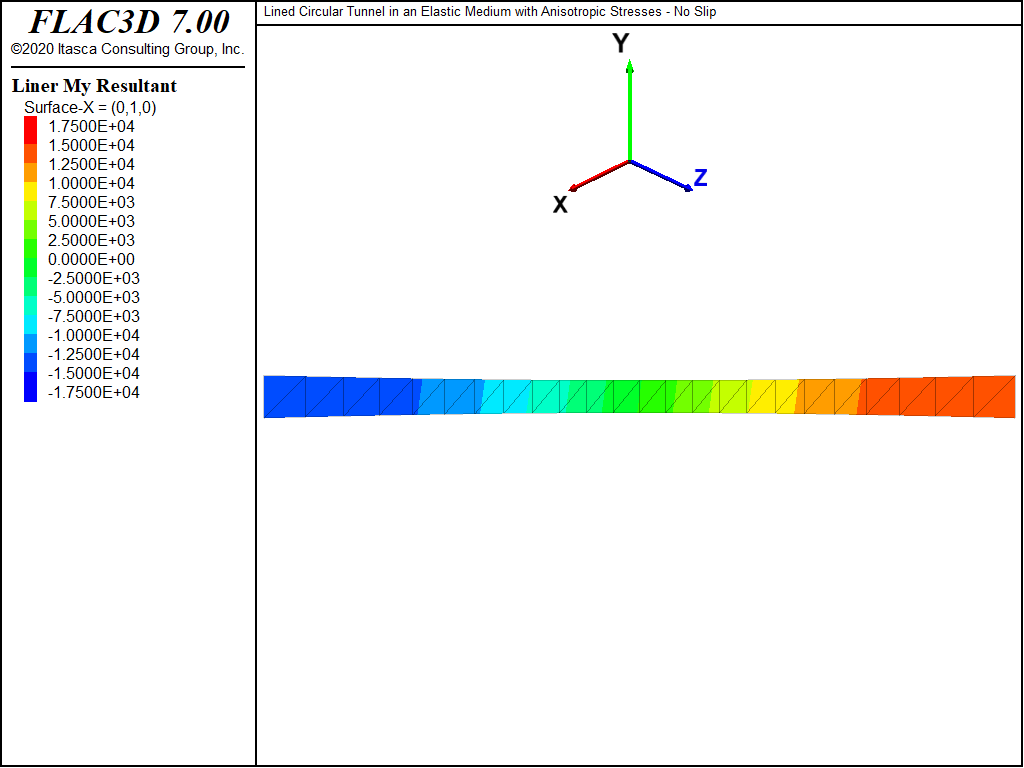 FLAC3D 7.00
©2020 Itasca Consulting Group, Inc.
Liner My Resultant
Surface-X = (0,1,0)
1.7500E+04
1.5000E+04
1.2500E+04
1.0000E+04
7.5000E+03
5.0000E+03
2.5000E+03
0.0000E+00
-2.5000E+03
-5.0000E+03
-7.5000E+03
-1.0000E+04
-1.2500E+04
-1.5000E+04
-1.7500E+04
Lined Circular Tunnel in an Elastic Medium with Anisotropic Stresses - No Slip
Y
Z
X